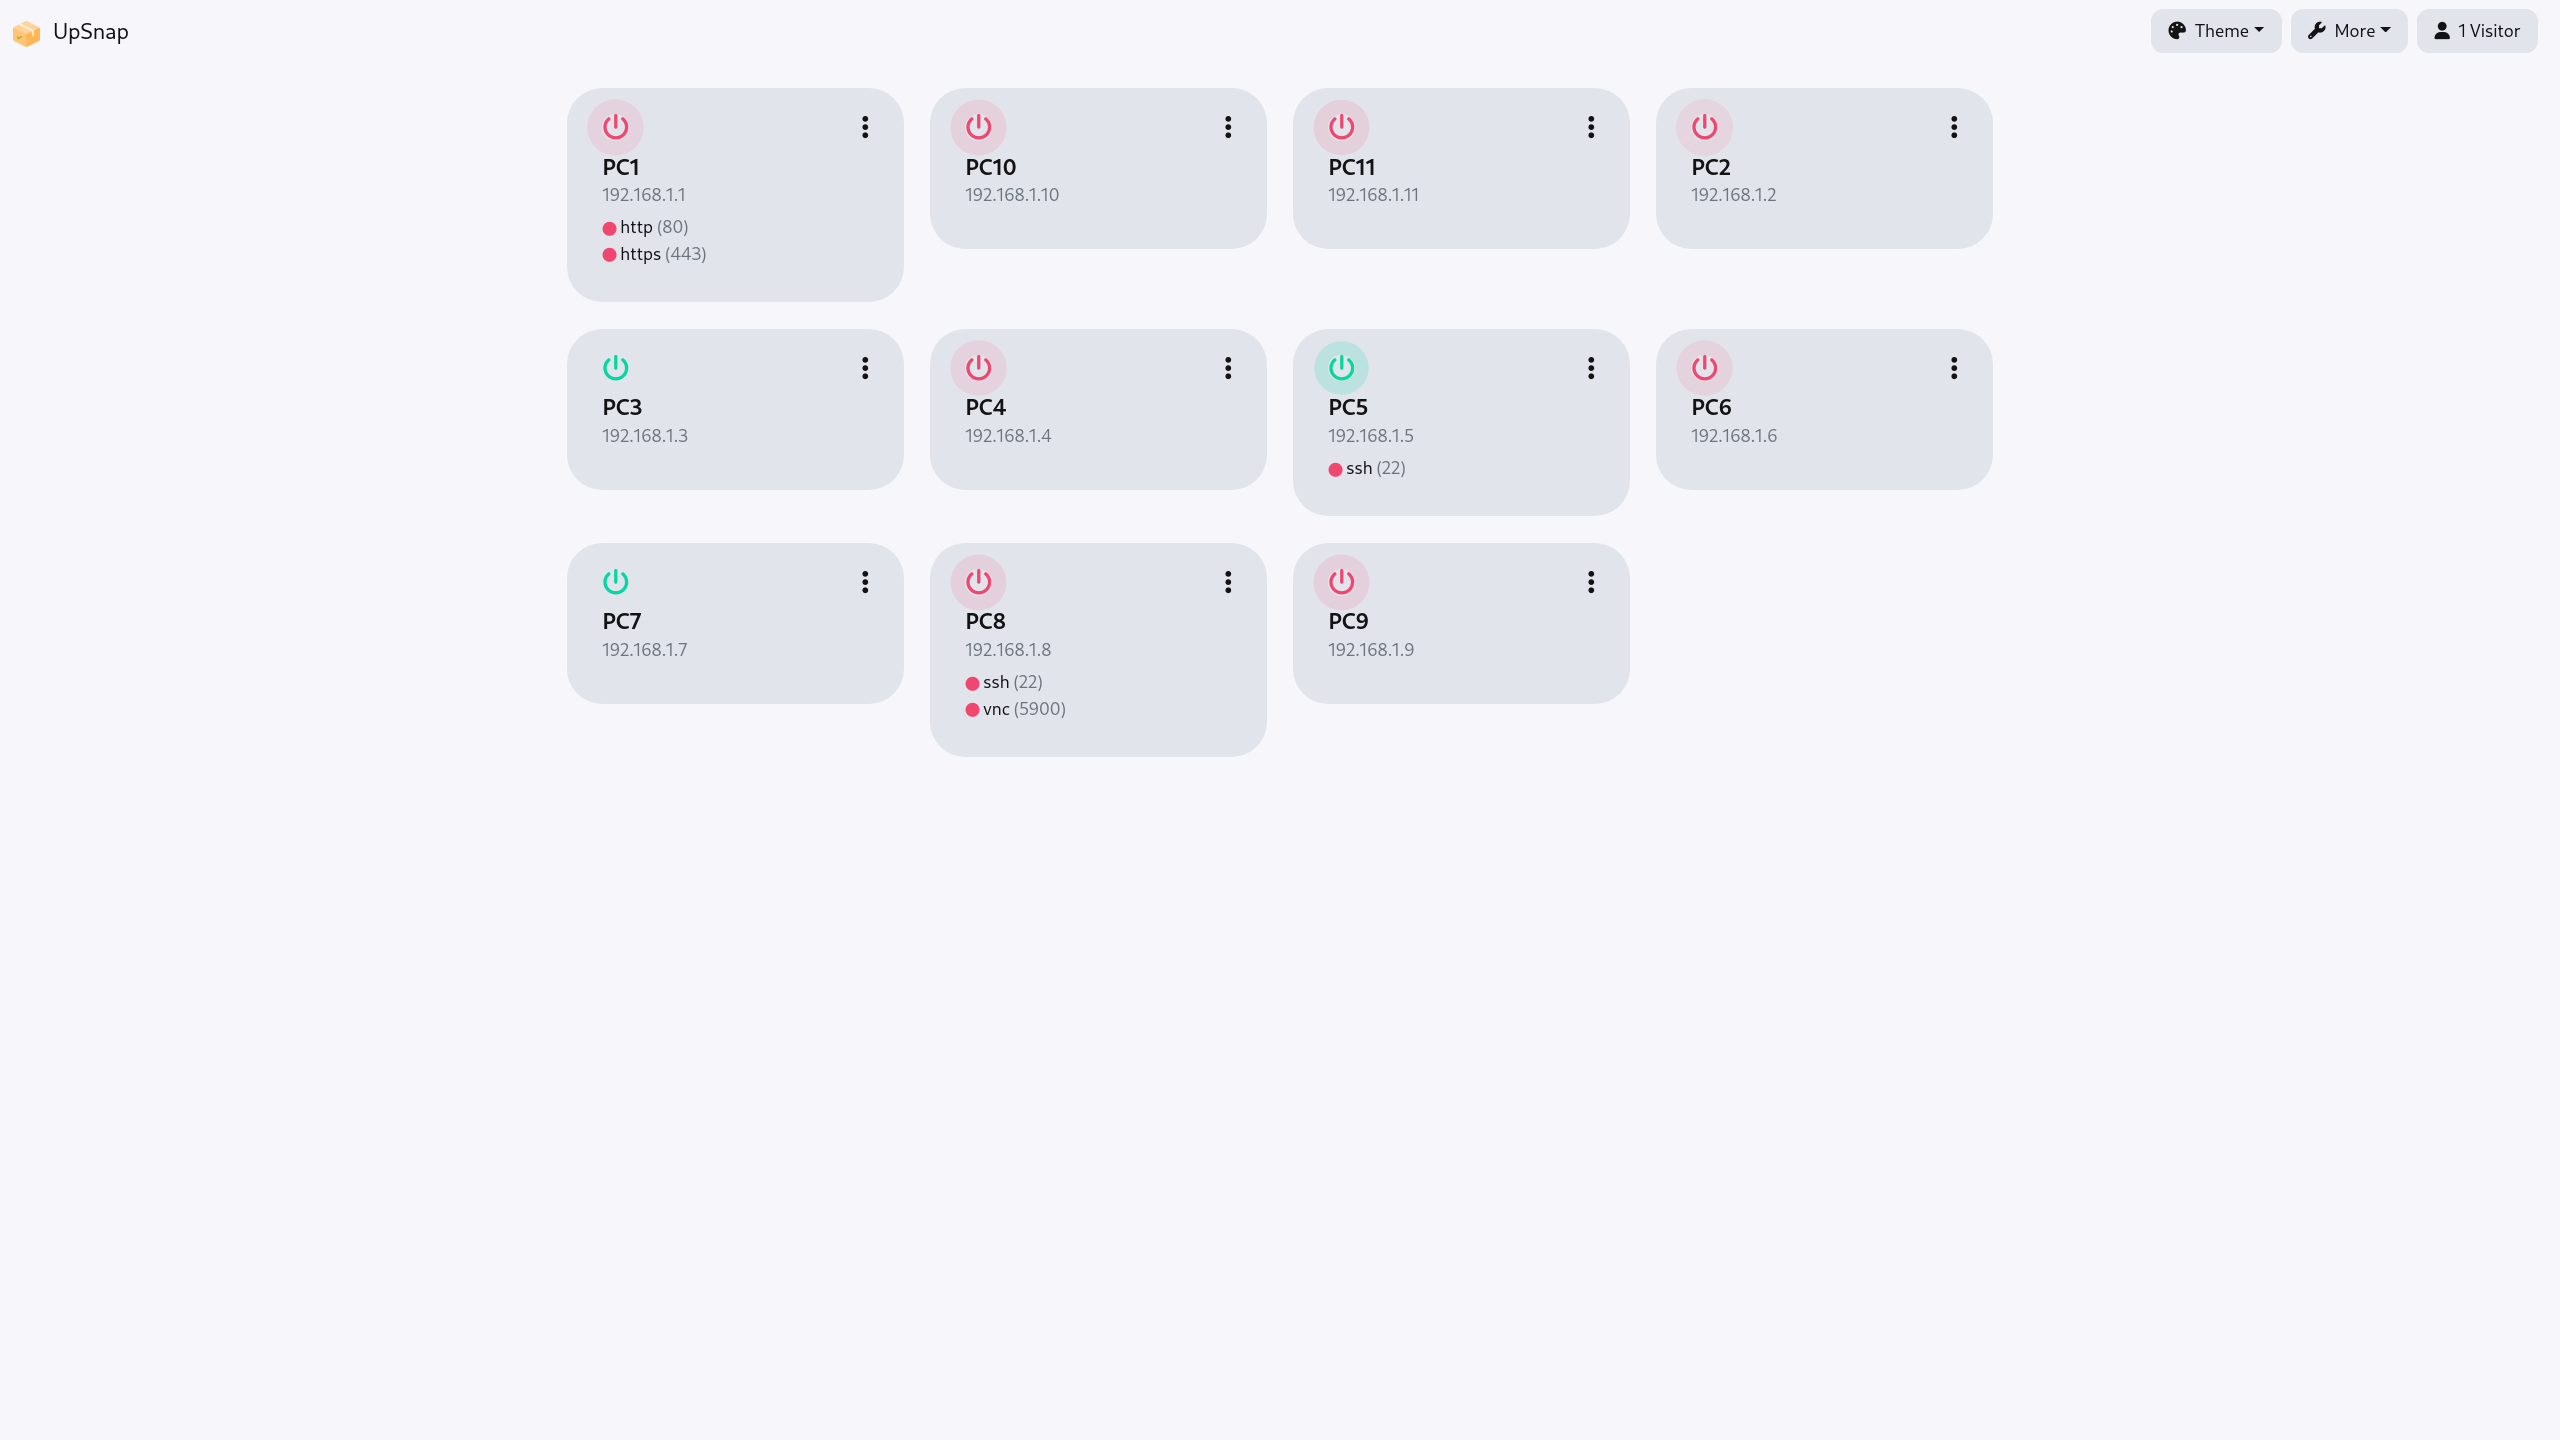 UpSnap
Theme
More
1 Visitor
PC1
192.168.1.1
http (80)
https (443)
PC10
192.168.1.10
PC11
192.168.1.11
PC2
192.168.1.2
PC3
192.168.1.3
PC4
192.168.1.4
PC5
192.168.1.5
ssh (22)
PC6
192.168.1.6
PC7
192.168.1.7
PC8
192.168.1.8
ssh (22)
vnc (5900)
PC9
192.168.1.9